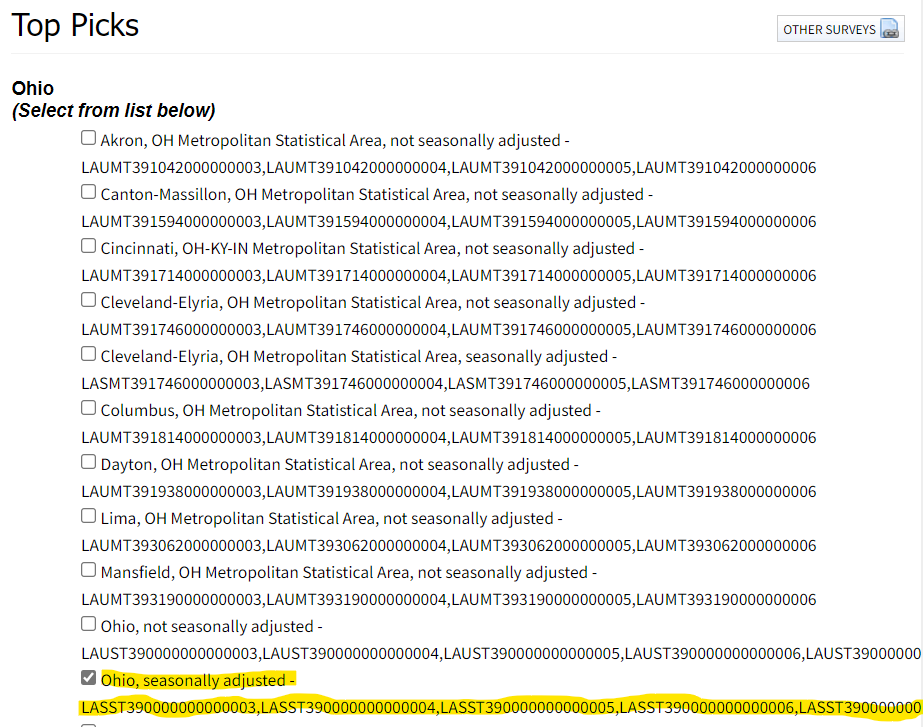 Top Picks
OTHER SURVEYS
Ohio
(Select from list below)
Akron, OH Metropolitan Statistical Area, not seasonally adjusted -
LAUMT391042000000003,LAUMT391042000000004,LAUMT391042000000005,LAUMT391042000000006
Canton-Massillon, OH Metropolitan Statistical Area, not seasonally adjusted -
LAUMT391594000000003,LAUMT391594000000004,LAUMT391594000000005,LAUMT391594000000006
Cincinnati, OH-KY-IN Metropolitan Statistical Area, not seasonally adjusted -
LAUMT391714000000003,LAUMT391714000000004,LAUMT391714000000005,LAUMT391714000000006
Cleveland-Elyria, OH Metropolitan Statistical Area, not seasonally adjusted -
LAUMT391746000000003,LAUMT391746000000004,LAUMT391746000000005,LAUMT391746000000006
Cleveland-Elyria, OH Metropolitan Statistical Area, seasonally adjusted -
LASMT391746000000003,LASMT391746000000004,LASMT391746000000005,LASMT391746000000006
Columbus, OH Metropolitan Statistical Area, not seasonally adjusted -
LAUMT391814000000003,LAUMT391814000000004,LAUMT391814000000005,LAUMT391814000000006
Dayton, OH Metropolitan Statistical Area, not seasonally adjusted -
LAUMT391938000000003,LAUMT391938000000004,LAUMT391938000000005,LAUMT391938000000006
Lima, OH Metropolitan Statistical Area, not seasonally adjusted -
LAUMT393062000000003,LAUMT393062000000004,LAUMT393062000000005,LAUMT393062000000006
Mansfield, OH Metropolitan Statistical Area, not seasonally adjusted -
LAUMT393190000000003,LAUMT393190000000004,LAUMT393190000000005,LAUMT393190000000006
Ohio, not seasonally adjusted -
LAUST390000000000003,LAUST390000000000004,LAUST390000000000005,LAUST390000000000006,LAUST39000000
Ohio, seasonally adjusted -
LASST390000000000003,LASST390000000000004,LASST390000000000005,LASST390000000000006,LASST390000000